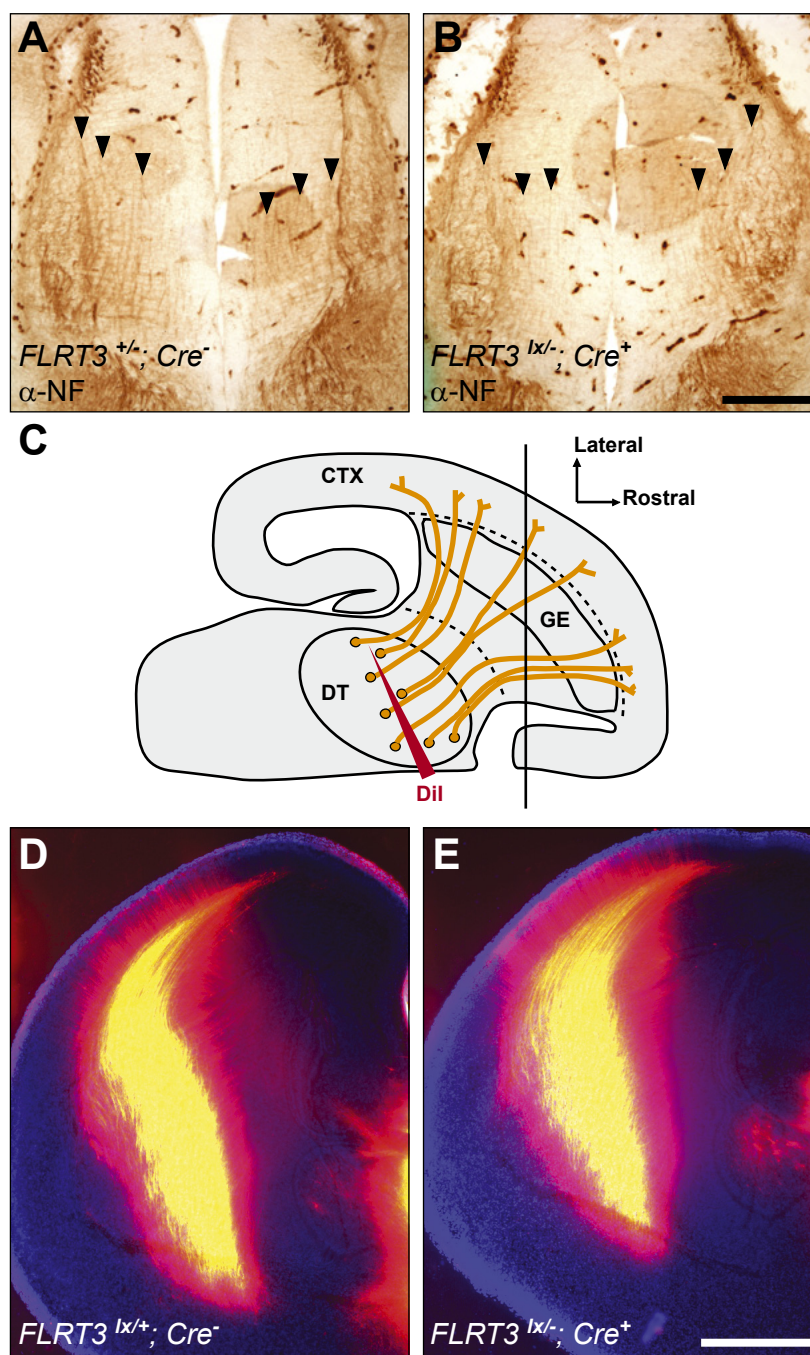 A
FLRT3 +/-; Cre-
α-NF
B
FLRT3 lx/-; Cre+
α-NF
C
CTX
Lateral
Rostral
GE
DT
DiI
D
FLRT3 lx/+; Cre-
E
FLRT3 lx/-; Cre+